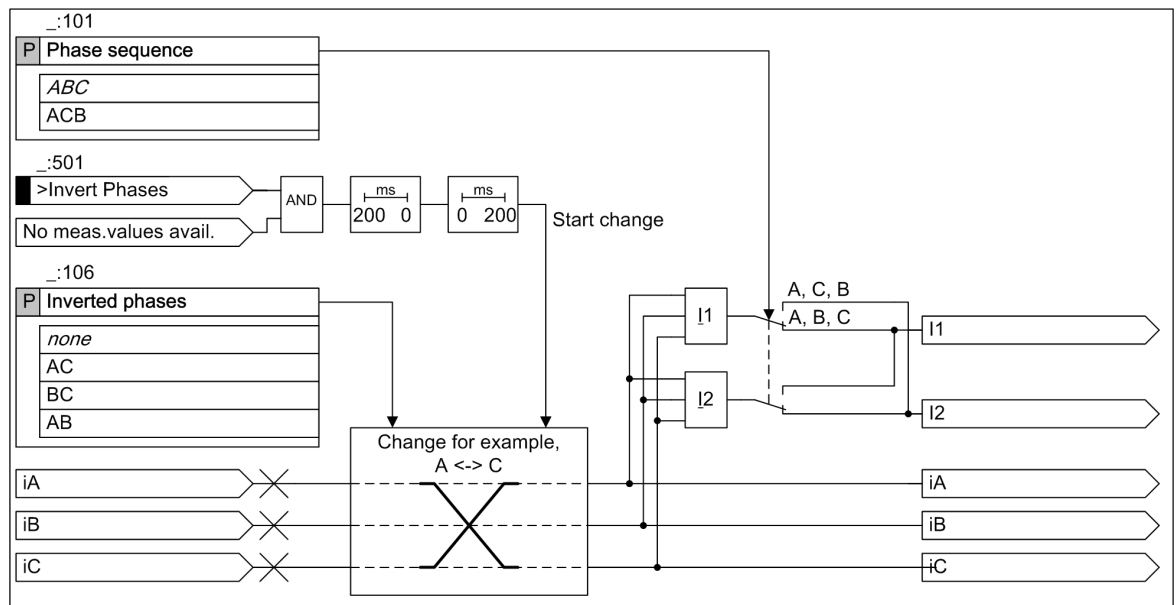 _:101
P Phase sequence
ABC
ACB
_:501
>Invert Phases
AND
ms
200 0
ms
0 200
Start change
No meas.values avail.
_:106
P Inverted phases
none
AC
BC
AB
I1
A, C, B
A, B, C
I1
I2
I2
Change for example,
A <-> C
iA
iA
iB
iB
iC
iC